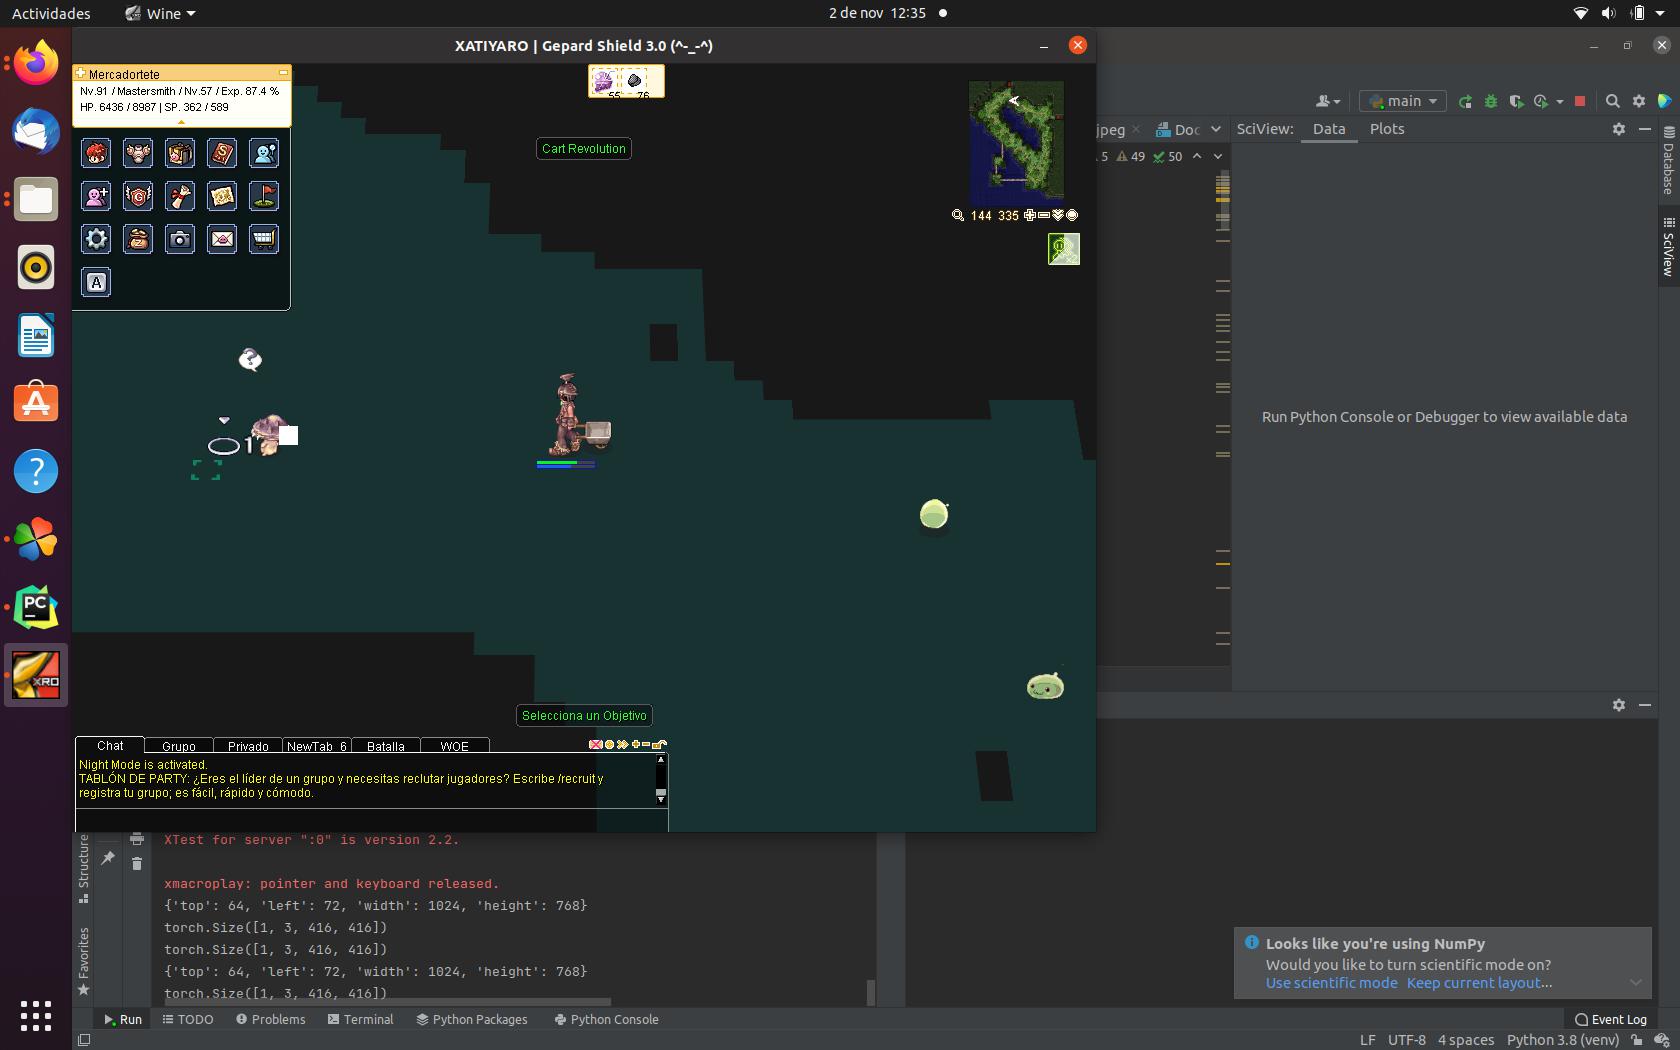 Actividades
Wine
2 de nov 12:35
XATIYARO | Gepard Shield 3.0 (^-_-^)
Mercadortete
Nv.91 / Mastersmith / Nv.57 / Exp. 87.4 %
HP. 6436 / 8987 | SP. 362 / 589
55 76
Cart Revolution
144 335
x2
G
S
A
?
1
main
jpeg
Doc
SciView: Data Plots
5 49 50
Database
SciView
Run Python Console or Debugger to view available data
PC
XRO
Selecciona un Objetivo
Chat Grupo Privado NewTab_6 Batalla WOE
Night Mode is activated.
TABLÓN DE PARTY: ¿Eres el líder de un grupo y necesitas reclutar jugadores? Escribe /recruit y
registra tu grupo; es fácil, rápido y cómodo.
XTest for server ":0" is version 2.2.
xmacroplay: pointer and keyboard released.
{'top': 64, 'left': 72, 'width': 1024, 'height': 768}
torch.Size([1, 3, 416, 416])
torch.Size([1, 3, 416, 416])
{'top': 64, 'left': 72, 'width': 1024, 'height': 768}
torch.Size([1, 3, 416, 416])
Structure
Favorites
Looks like you're using NumPy
Would you like to turn scientific mode on?
Use scientific mode Keep current layout...
Run TODO Problems Terminal Python Packages Python Console
Event Log
LF UTF-8 4 spaces Python 3.8 (venv)